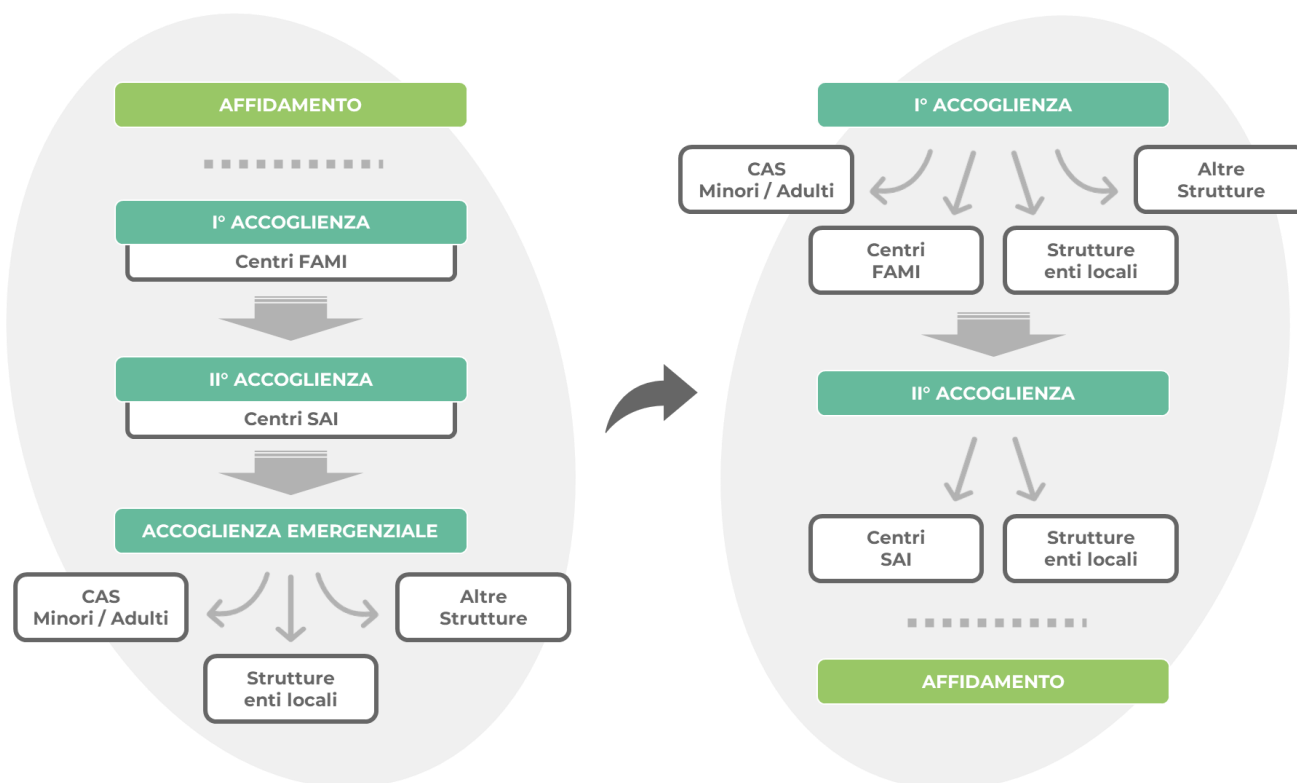 AFFIDAMENTO
I° ACCOGLIENZA
Centri FAMI
II° ACCOGLIENZA
Centri SAI
ACCOGLIENZA EMERGENZIALE
CAS
Minori / Adulti
Strutture
enti locali
Altre
Strutture
I° ACCOGLIENZA
CAS
Minori / Adulti
Centri
FAMI
Strutture
enti locali
Altre
Strutture
II° ACCOGLIENZA
Centri
SAI
Strutture
enti locali
AFFIDAMENTO